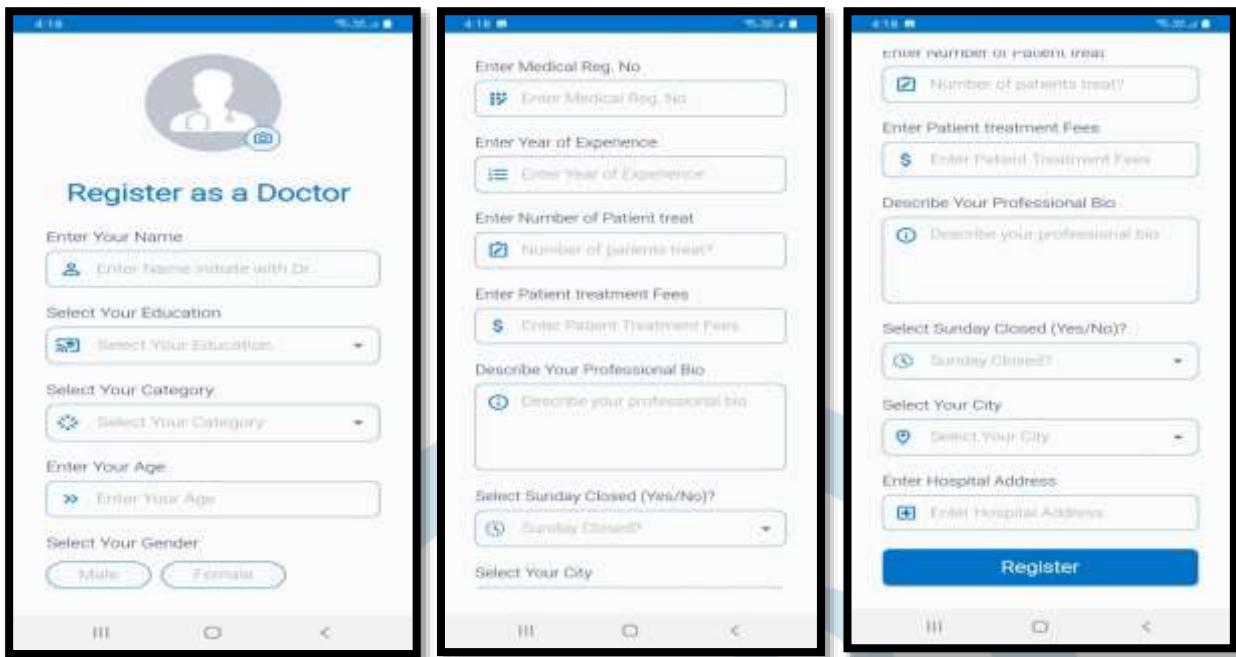 4:18
Register as a Doctor
Enter Your Name
Enter Name initiate with Dr.
Select Your Education
Select Your Education
Select Your Category
Select Your Category
Enter Your Age
Enter Your Age
Select Your Gender
Male Female
4:18
Enter Medical Reg. No
Enter Medical Reg. No
Enter Year of Experience
Enter Year of Experience
Enter Number of Patient treat
Number of patients treat?
Enter Patient treatment Fees
Enter Patient Treatment Fees
Describe Your Professional Bio
Describe your professional bio
Select Sunday Closed (Yes/No)?
Sunday Closed?
Select Your City
4:18
Enter Number of Patient treat
Number of patients treat?
Enter Patient treatment Fees
Enter Patient Treatment Fees
Describe Your Professional Bio
Describe your professional bio
Select Sunday Closed (Yes/No)?
Sunday Closed?
Select Your City
Select Your City
Enter Hospital Address
Enter Hospital Address
Register